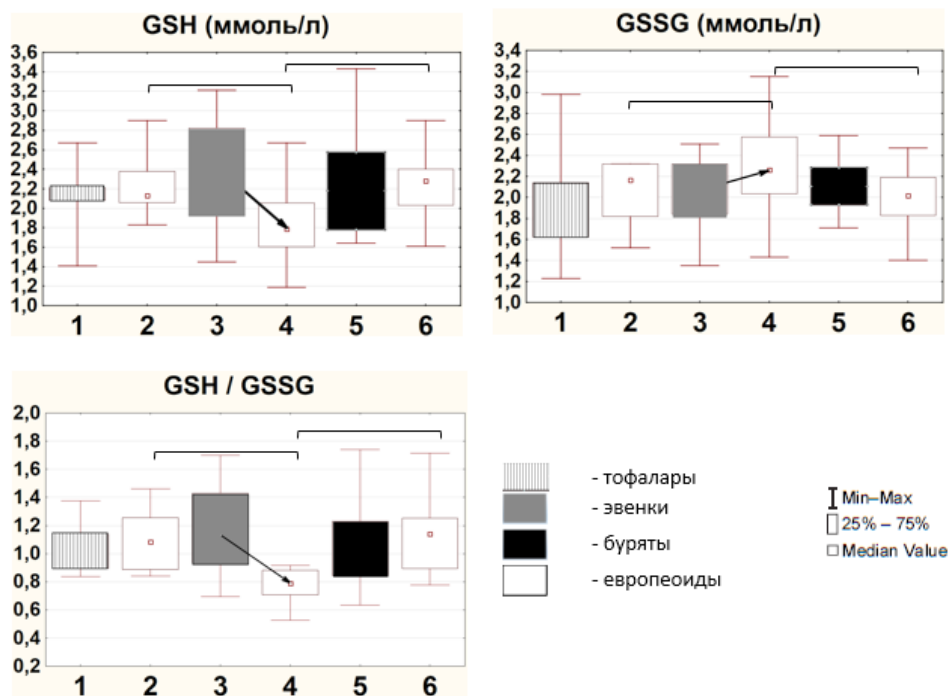 GSH (ммоль/л)
3,6
3,4
3,2
3,0
2,8
2,6
2,4
2,2
2,0
1,8
1,6
1,4
1,2
1,0
1 2 3 4 5 6
GSSG (ммоль/л)
3,4
3,2
3,0
2,8
2,6
2,4
2,2
2,0
1,8
1,6
1,4
1,2
1,0
1 2 3 4 5 6
GSH / GSSG
2,0
1,8
1,6
1,4
1,2
1,0
0,8
0,6
0,4
0,2
1 2 3 4 5 6
- тофалары
- эвенки
- буряты
- европеоиды
Min–Max
25% – 75%
Median Value